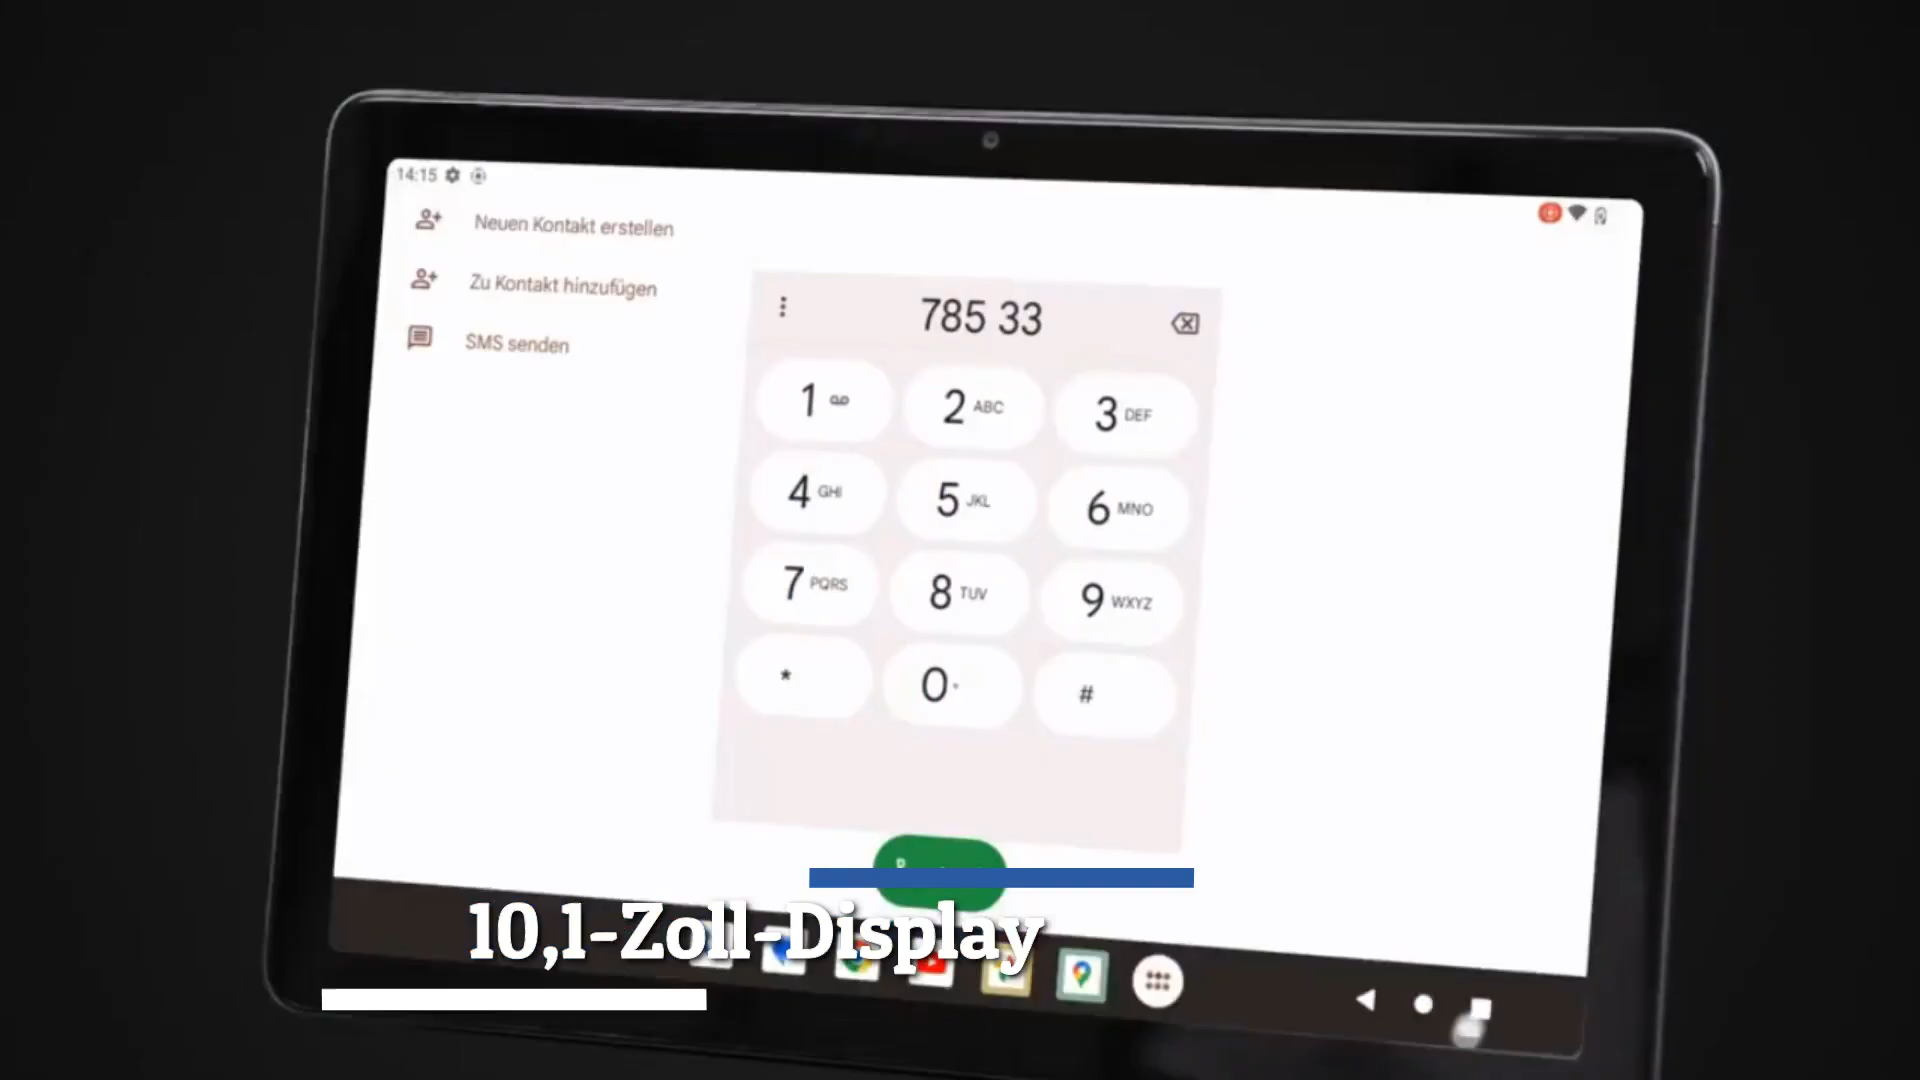 14:15
Neuen Kontakt erstellen
Zu Kontakt hinzufügen
SMS senden
785 33
1
2 ABC
3 DEF
4 GHI
5 JKL
6 MNO
7 PQRS
8 TUV
9 WXYZ
*
0
#
10,1-Zoll-Display